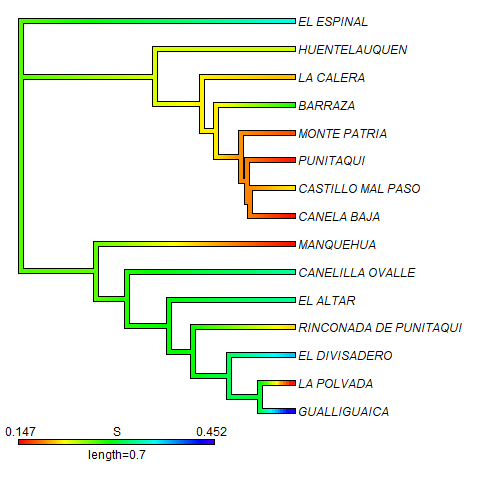 EL ESPINAL
HUENTELAUQUEN
LA CALERA
BARRAZA
MONTE PATRIA
PUNITAQUI
CASTILLO MAL PASO
CANELA BAJA
MANQUEHUA
CANELILLA OVALLE
EL ALTAR
RINCONADA DE PUNITAQUI
EL DIVISADERO
LA POLVADA
GUALLIGUAICA
0.147 S 0.452
length=0.7